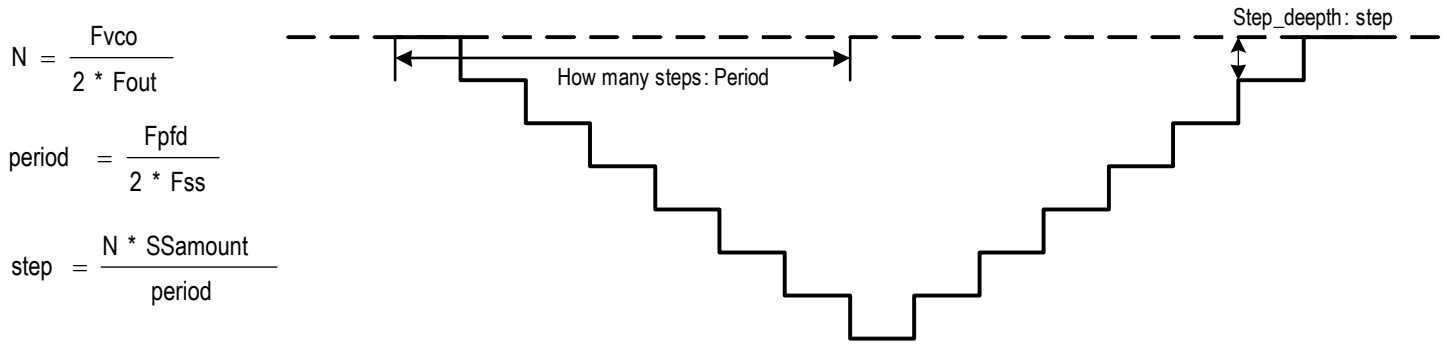 N = Fvco / 2 * Fout
period = Fpfd / 2 * Fss
step = N * SSamount / period
How many steps: Period
Step_deepth: step